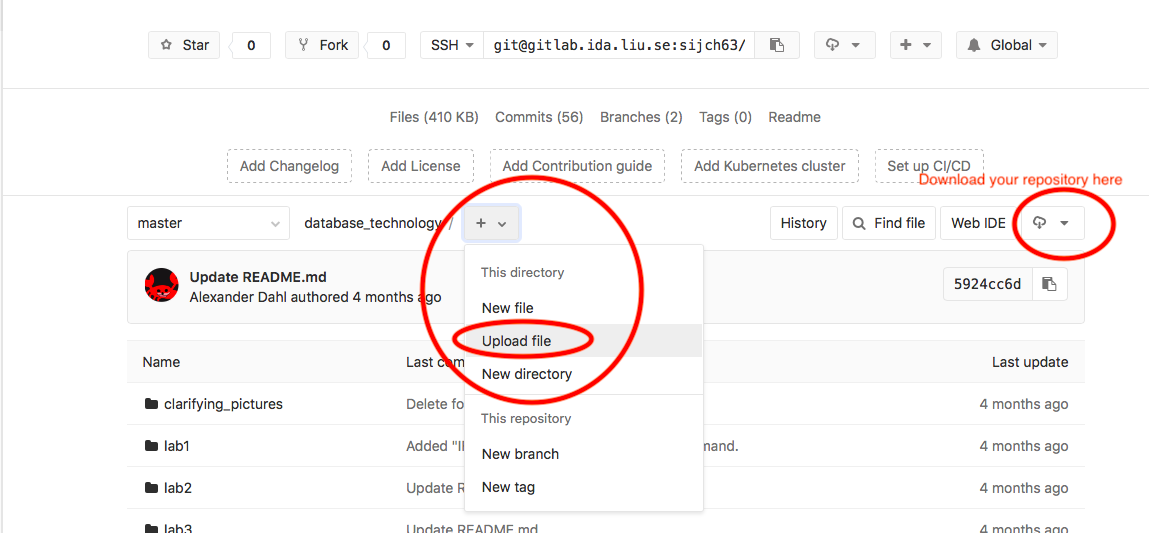 Star 0 Fork 0 SSH git@gitlab.ida.liu.se:sijch63/ Global
Files (410 KB) Commits (56) Branches (2) Tags (0) Readme
Add Changelog Add License Add Contribution guide Add Kubernetes cluster Set up CI/CD
Download your repository here
master database_technology / + History Find file Web IDE
Update README.md
Alexander Dahl authored 4 months ago
5924cc6d
This directory
New file
Upload file
New directory
This repository
New branch
New tag
Name Last com Last update
clarifying_pictures Delete fo 4 months ago
lab1 Added "I mand. 4 months ago
lab2 Update R 4 months ago
lab3 Update README.md 4 months ago